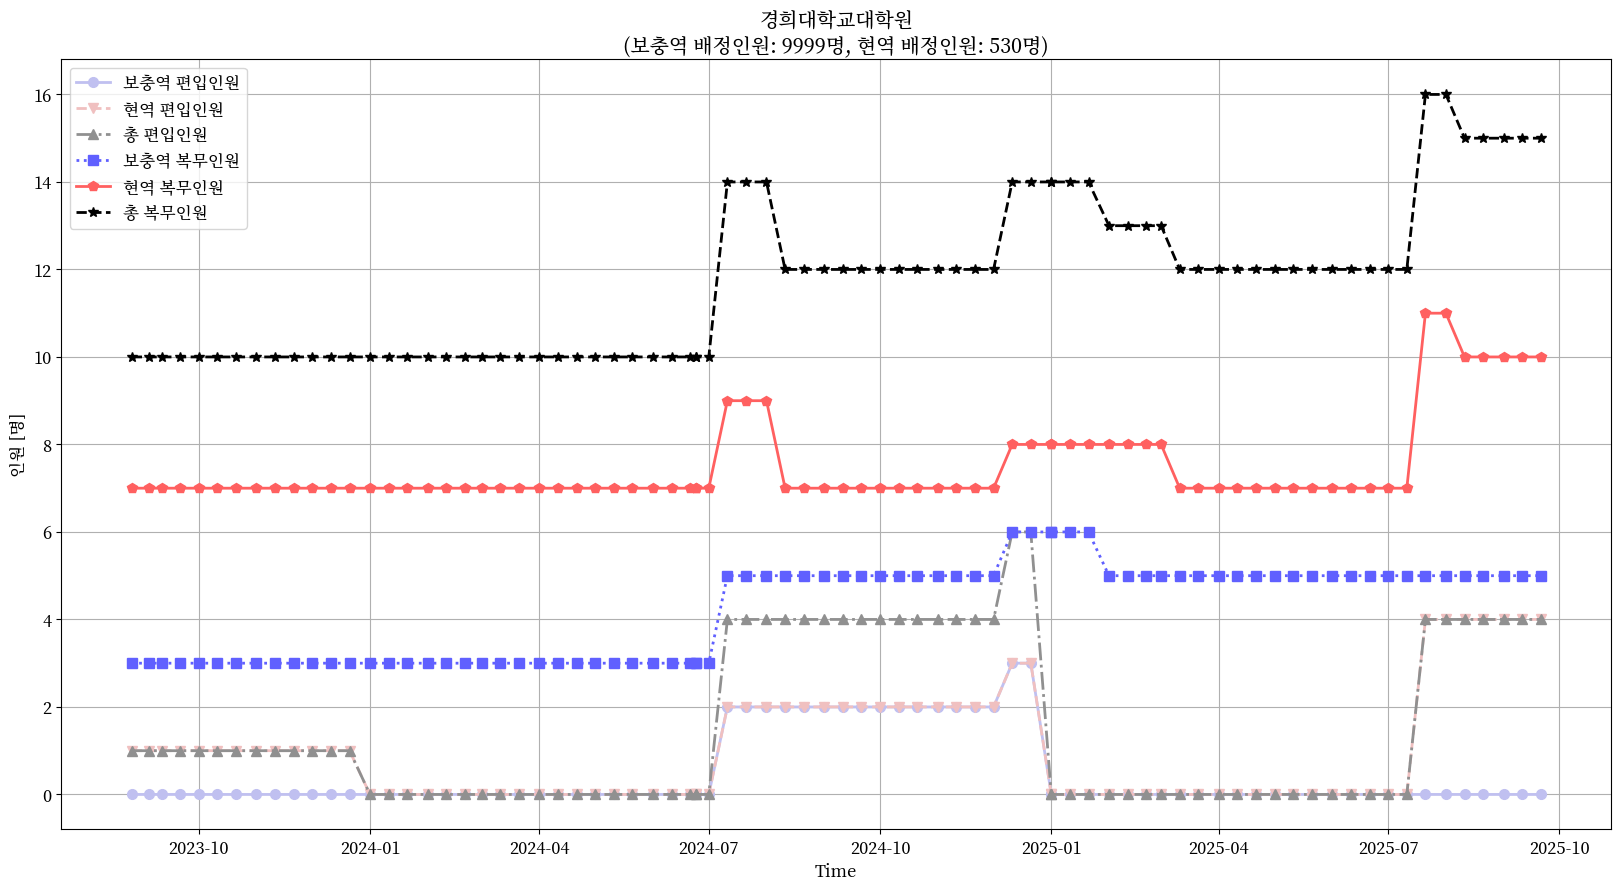 경희대학교대학원
(보충역 배정인원: 9999명, 현역 배정인원: 530명)
보충역 편입인원
현역 편입인원
총 편입인원
보충역 복무인원
현역 복무인원
총 복무인원
인원 [명]
16
14
12
10
8
6
4
2
0
2023-10
2024-01
2024-04
2024-07
2024-10
2025-01
2025-04
2025-07
2025-10
Time